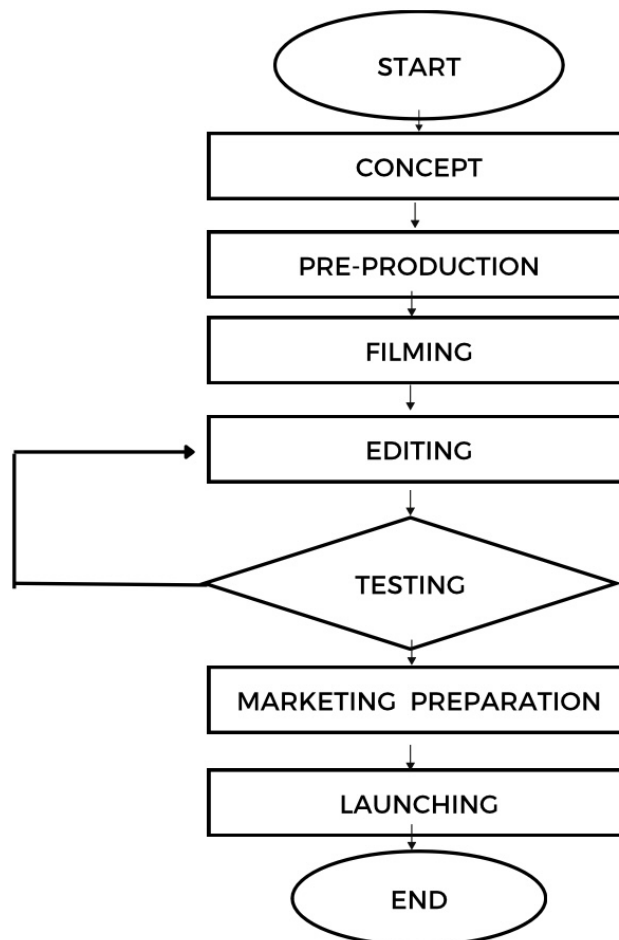 START
CONCEPT
PRE-PRODUCTION
FILMING
EDITING
TESTING
MARKETING PREPARATION
LAUNCHING
END